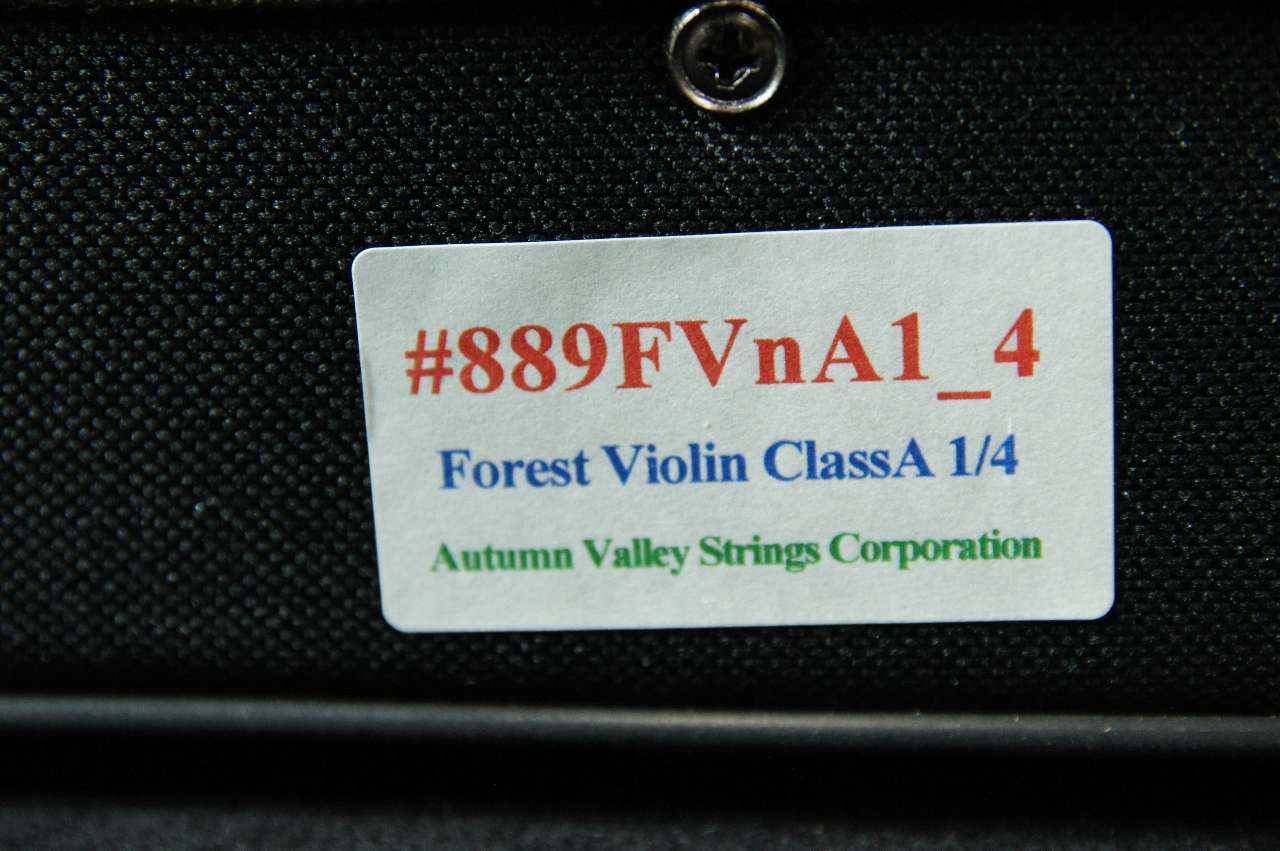 #889FVnA1_4
Forest Violin ClassA 1/4
Autumn Valley Strings Corporation